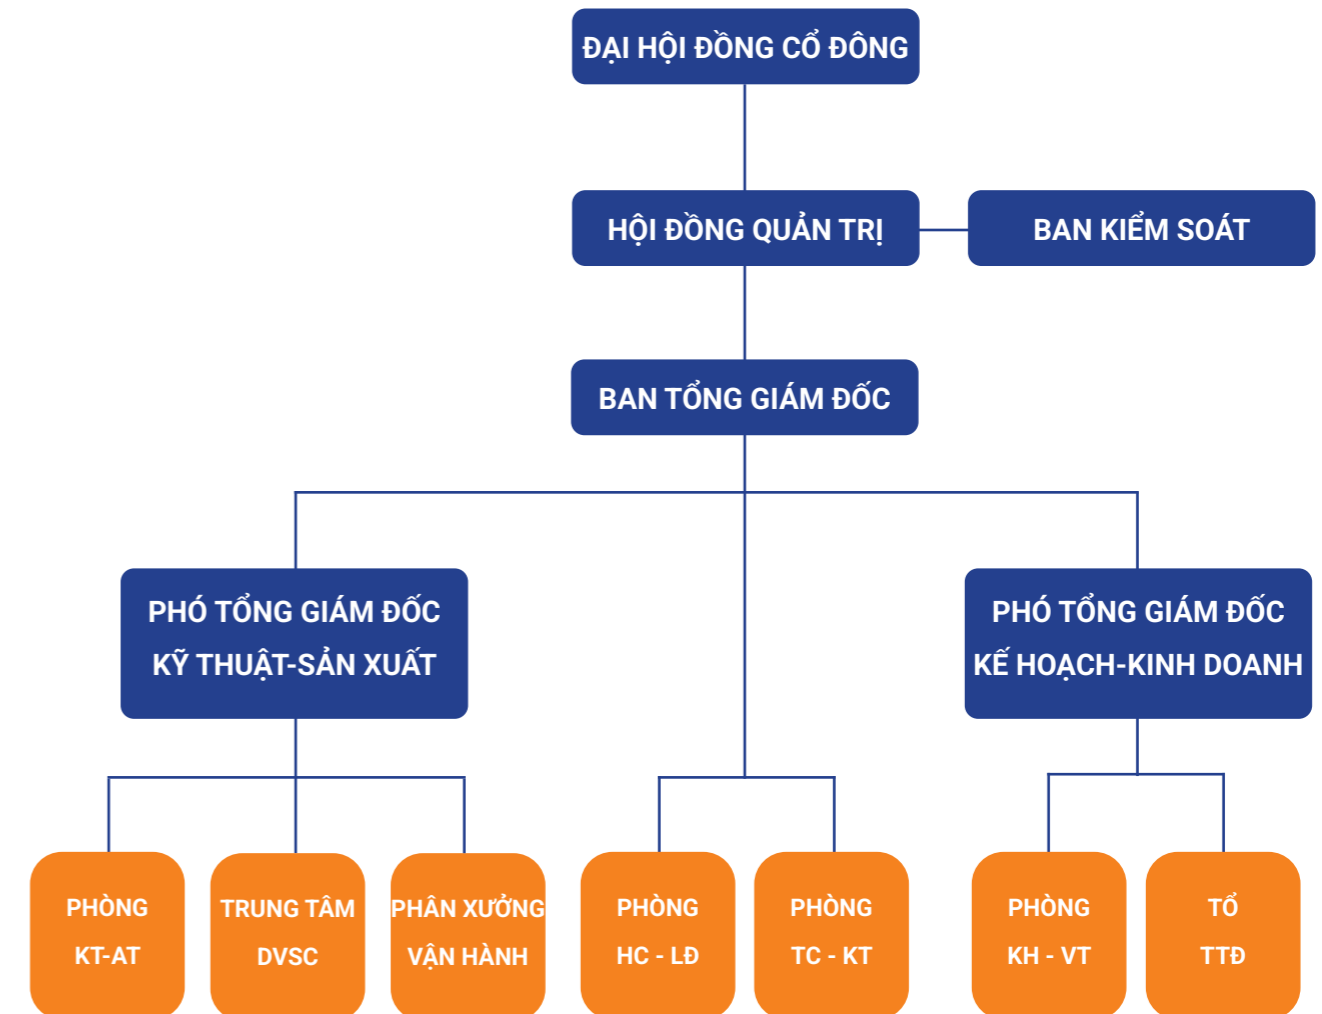 ĐẠI HỘI ĐỒNG CỔ ĐÔNG
HỘI ĐỒNG QUẢN TRỊ
BAN KIỂM SOÁT
BAN TỔNG GIÁM ĐỐC
PHÓ TỔNG GIÁM ĐỐC
KỸ THUẬT-SẢN XUẤT
PHÓ TỔNG GIÁM ĐỐC
KẾ HOẠCH-KINH DOANH
PHÒNG
KT-AT
TRUNG TÂM
DVSC
PHÂN XƯỞNG
VẬN HÀNH
PHÒNG
HC - LĐ
PHÒNG
TC - KT
PHÒNG
KH - VT
TỔ
TTĐ